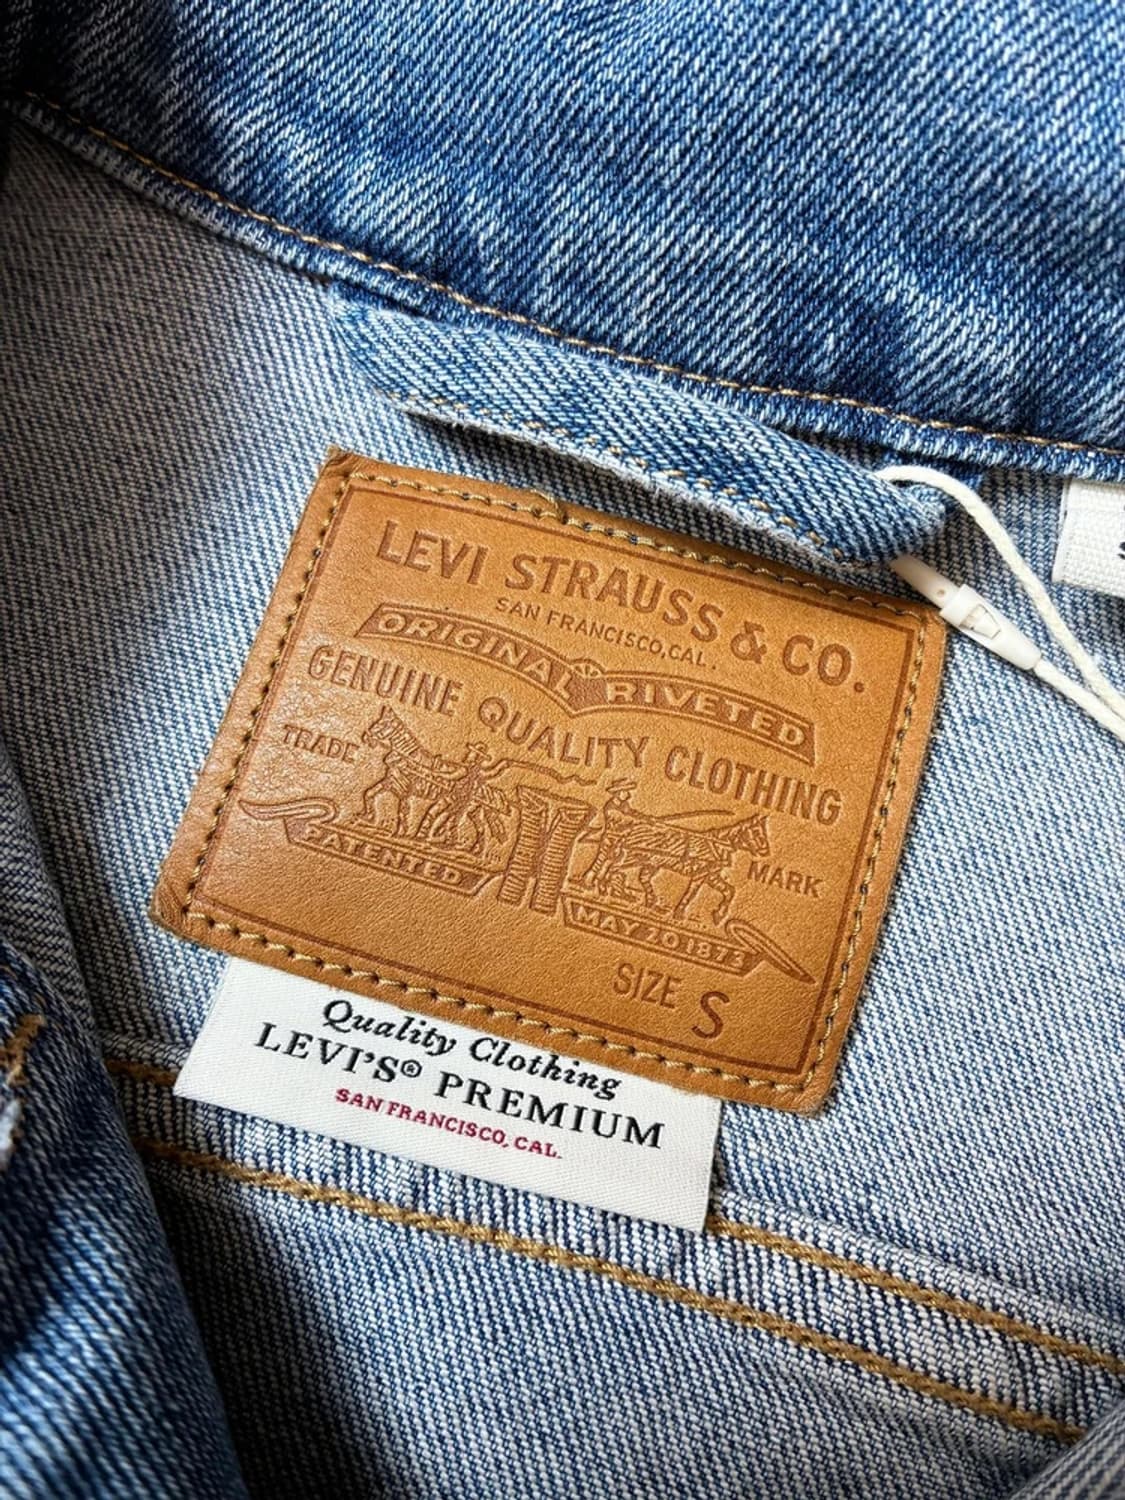 LEVI STRAUSS & CO.
SAN FRANCISCO, CAL.
ORIGINAL RIVETED
GENUINE QUALITY CLOTHING
TRADE MARK
PATENTED MAY 20 1873
SIZE S
Quality Clothing
LEVI'S® PREMIUM
SAN FRANCISCO, CAL.